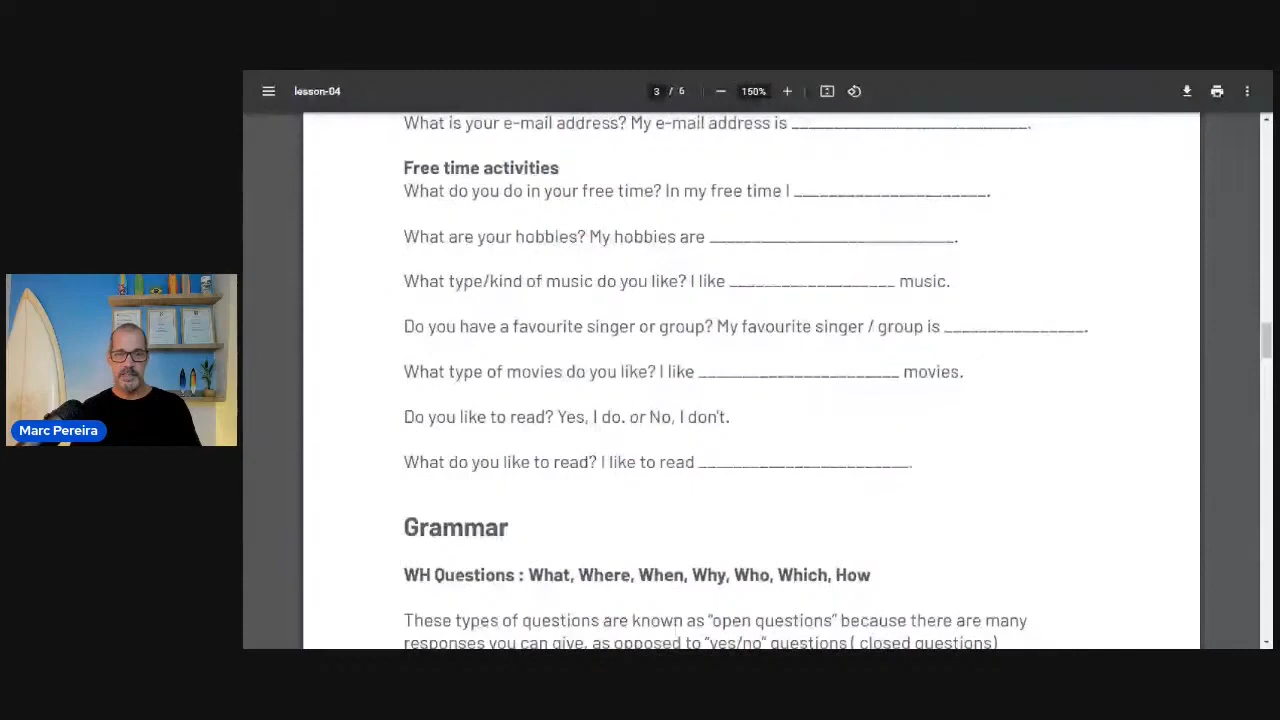 lesson-04
3 / 6
150%
What is your e-mail address? My e-mail address is ___________________________.
Free time activities
What do you do in your free time? In my free time I ______________________.
What are your hobbies? My hobbies are ____________________________.
What type/kind of music do you like? I like ___________________ music.
Do you have a favourite singer or group? My favourite singer / group is ________________.
What type of movies do you like? I like _______________________ movies.
Do you like to read? Yes, I do. or No, I don't.
What do you like to read? I like to read ________________________.
Marc Pereira
Grammar
WH Questions : What, Where, When, Why, Who, Which, How
These types of questions are known as "open questions" because there are many
responses you can give, as opposed to "yes/no" questions ( closed questions)